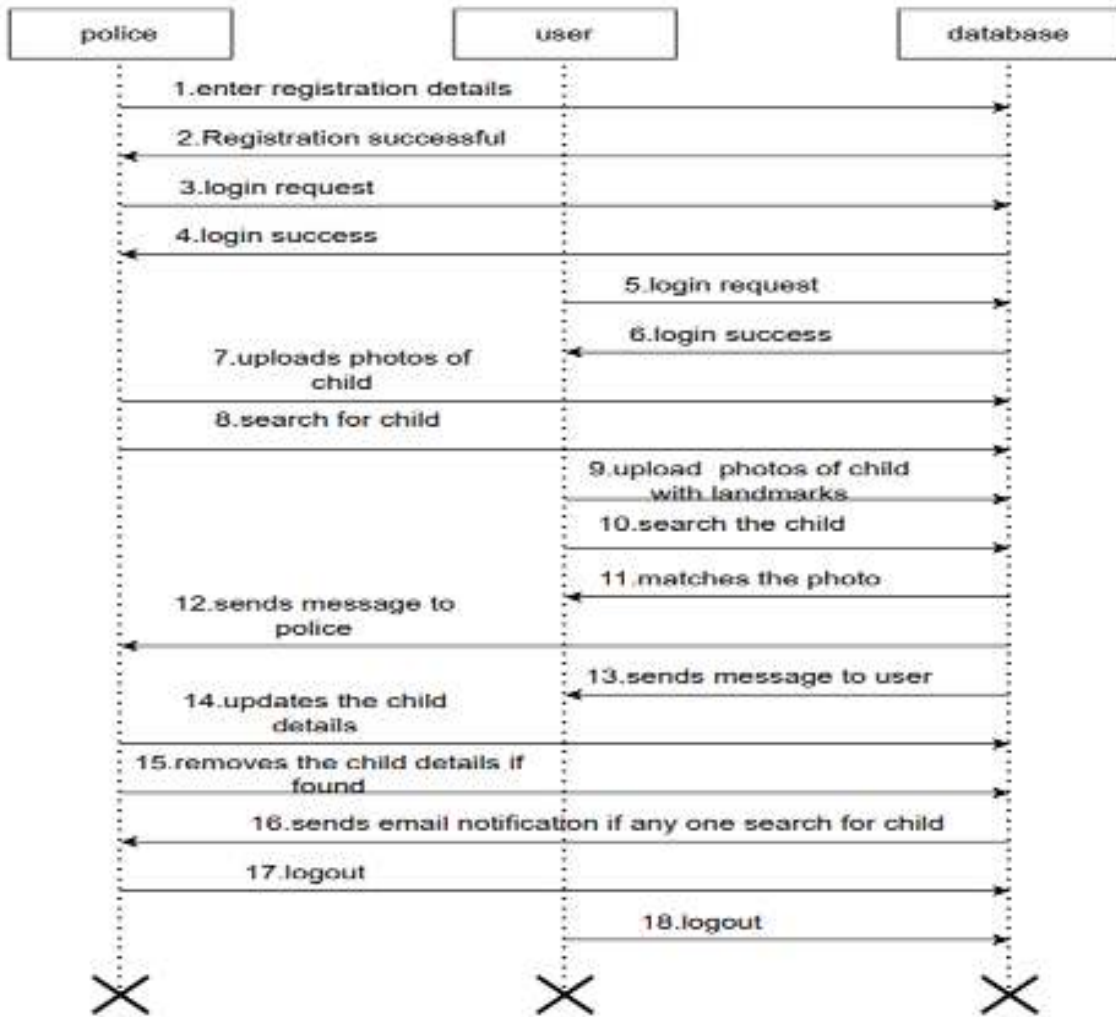 police
user
database
1.enter registration details
2.Registration successful
3.login request
4.login success
5.login request
6.login success
7.uploads photos of
child
8.search for child
9.upload photos of child
with landmarks
10.search the child
11.matches the photo
12.sends message to
police
13.sends message to user
14.updates the child
details
15.removes the child details if
found
16.sends email notification if any one search for child
17.logout
18.logout